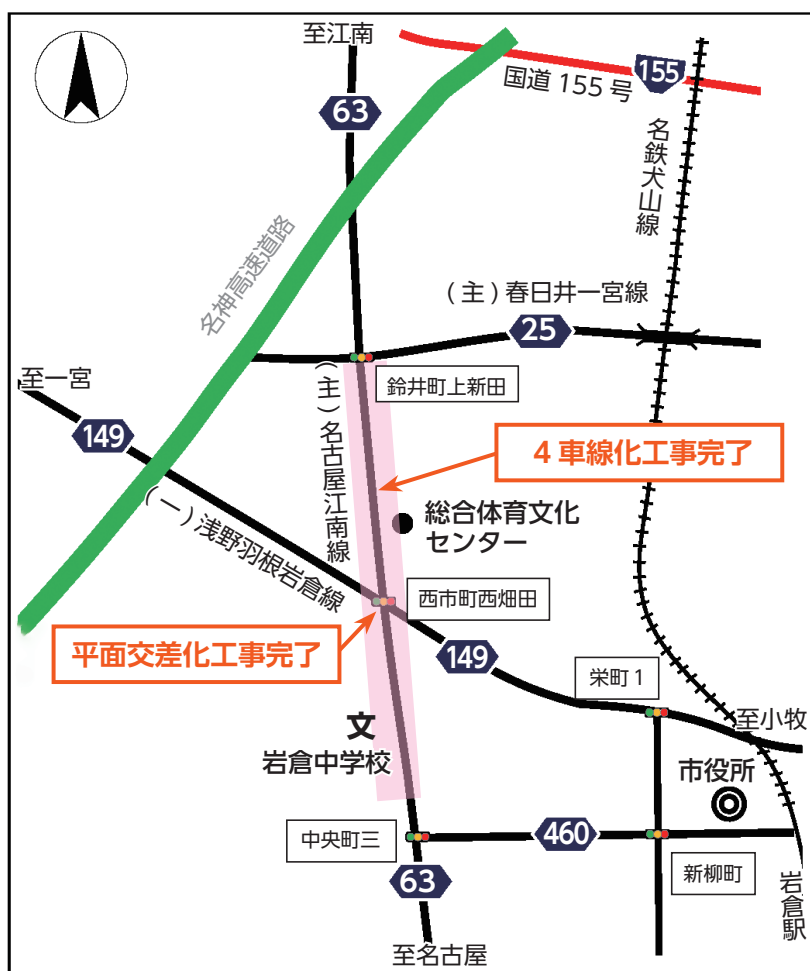 至江南
国道 155 号
155
63
名鉄犬山線
名神高速道路
(主)春日井一宮線
25
至一宮
鈴井町上新田
149
(主)名古屋江南線
4車線化工事完了
(一)浅野羽根岩倉線
総合体育文化
センター
西市町西畑田
平面交差化工事完了
149
栄町1
文
至小牧
岩倉中学校
市役所
中央町三
460
63
新柳町
岩倉駅
至名古屋